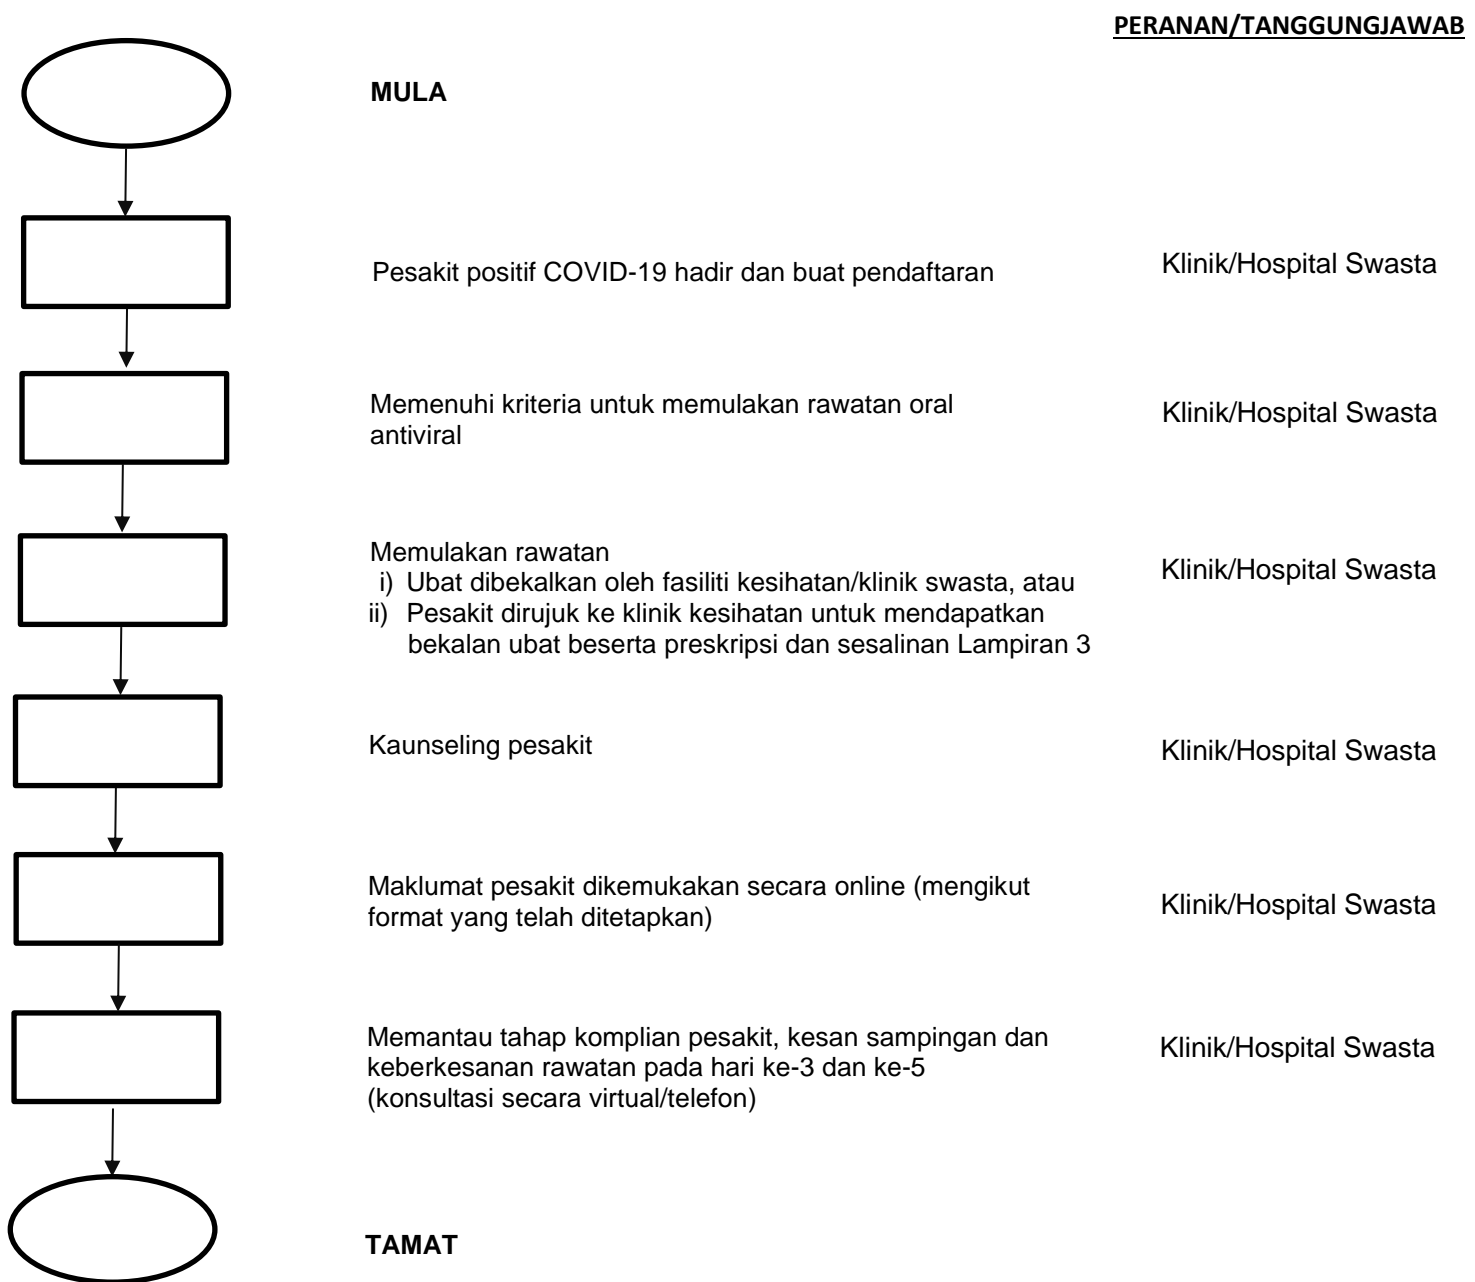 PERANAN/TANGGUNGJAWAB
MULA
Pesakit positif COVID-19 hadir dan buat pendaftaran
Klinik/Hospital Swasta
Memenuhi kriteria untuk memulakan rawatan oral
antiviral
Klinik/Hospital Swasta
Memulakan rawatan
i) Ubat dibekalkan oleh fasiliti kesihatan/klinik swasta, atau
ii) Pesakit dirujuk ke klinik kesihatan untuk mendapatkan
bekalan ubat beserta preskripsi dan sesalinan Lampiran 3
Klinik/Hospital Swasta
Kaunseling pesakit
Klinik/Hospital Swasta
Maklumat pesakit dikemukakan secara online (mengikut
format yang telah ditetapkan)
Klinik/Hospital Swasta
Memantau tahap komplian pesakit, kesan sampingan dan
keberkesanan rawatan pada hari ke-3 dan ke-5
(konsultasi secara virtual/telefon)
Klinik/Hospital Swasta
TAMAT